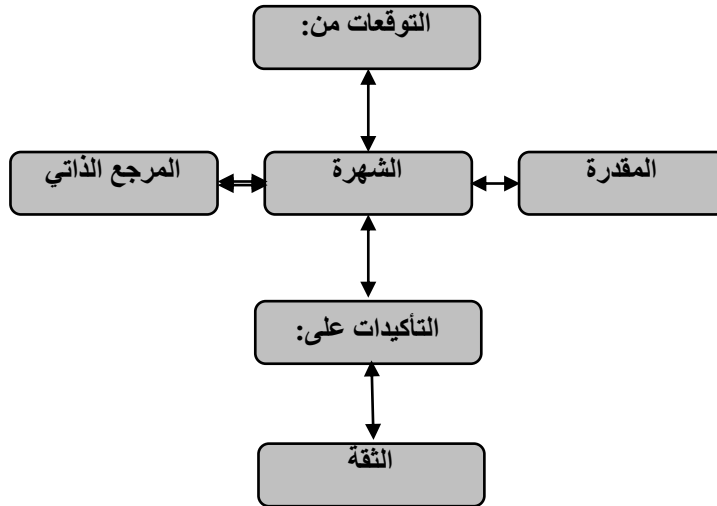 التوقعات من:
المقدرة
الشهرة
المرجع الذاتي
التأكيدات على:
الثقة